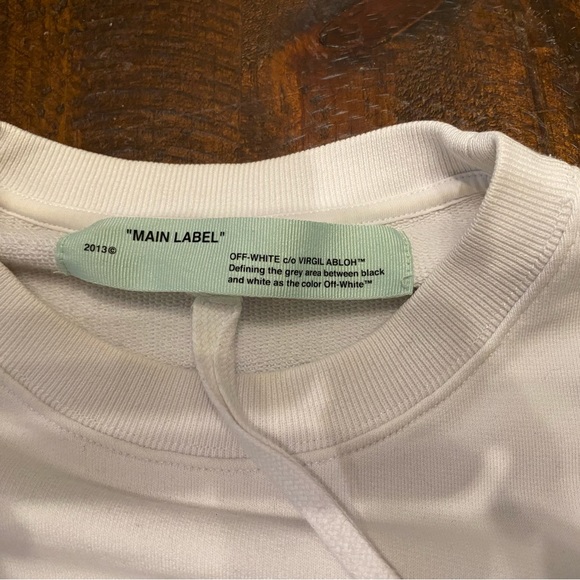 "MAIN LABEL"
2013©
OFF-WHITE c/o VIRGIL ABLOH™
Defining the grey area between black
and white as the color Off-White™